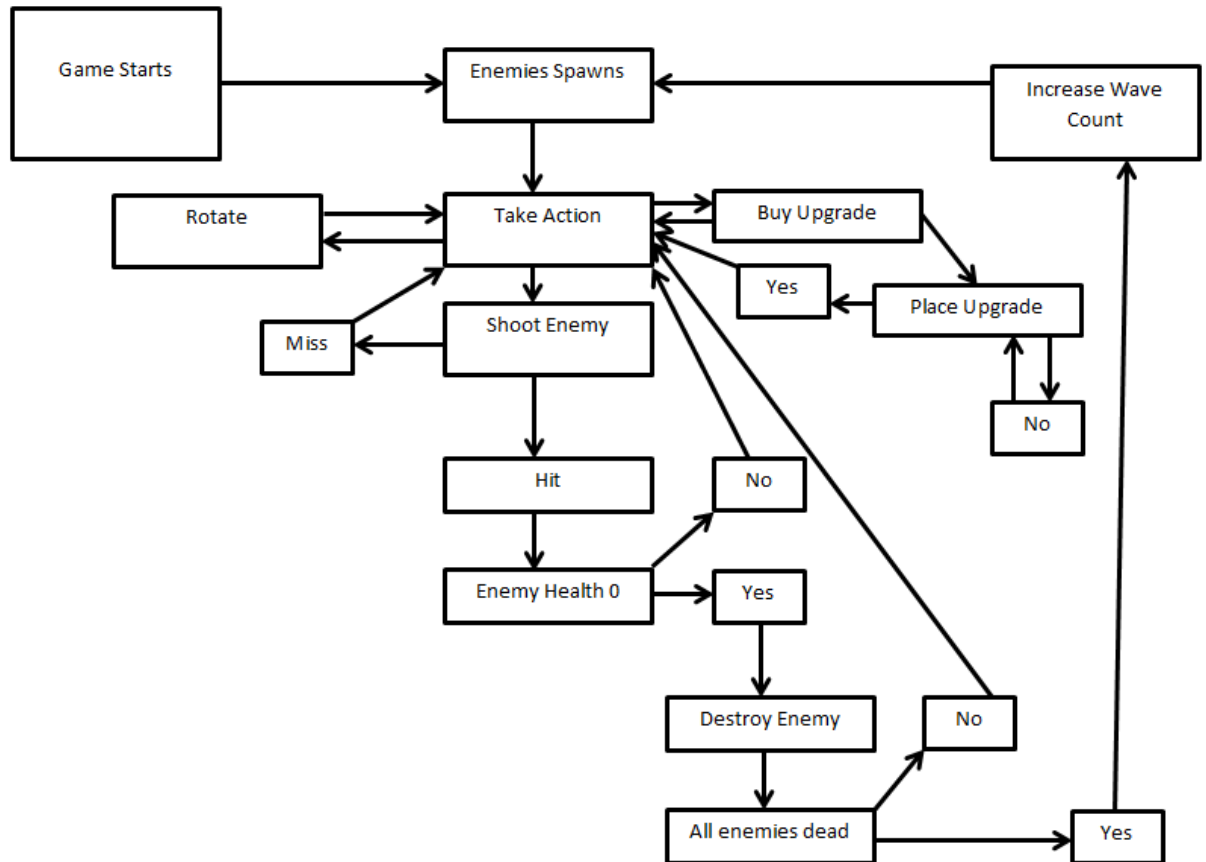 Game Starts
Enemies Spawns
Increase Wave
Count
Rotate
Take Action
Buy Upgrade
Yes
Place Upgrade
Miss
Shoot Enemy
No
Hit
No
Enemy Health 0
Yes
Destroy Enemy
No
All enemies dead
Yes